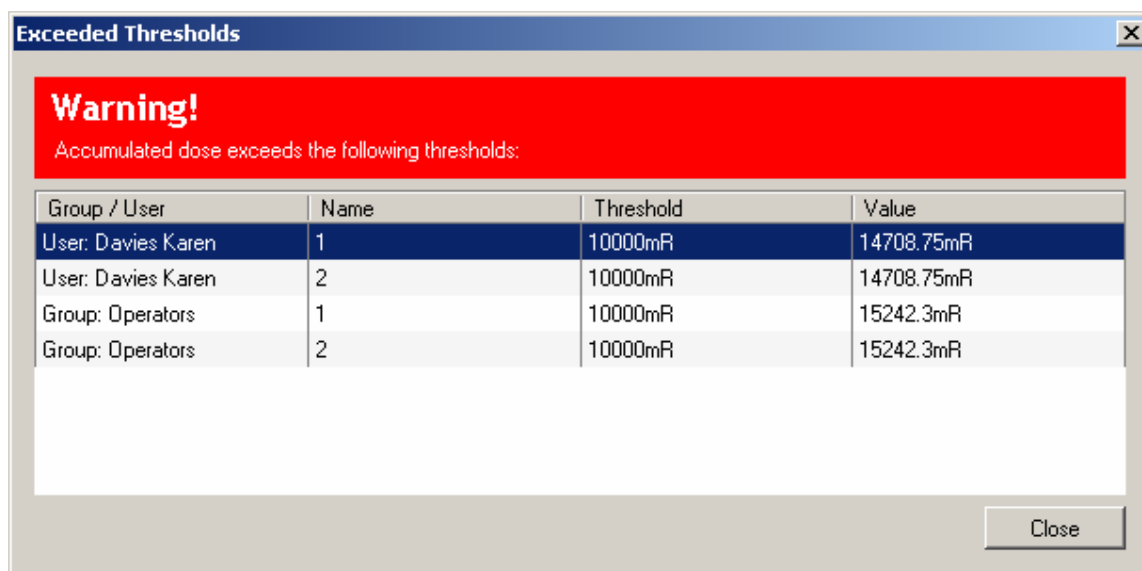 Exceeded Thresholds
Warning!
Accumulated dose exceeds the following thresholds:
Group / User Name Threshold Value
User: Davies Karen 1 10000mR 14708.75mR
User: Davies Karen 2 10000mR 14708.75mR
Group: Operators 1 10000mR 15242.3mR
Group: Operators 2 10000mR 15242.3mR
Close